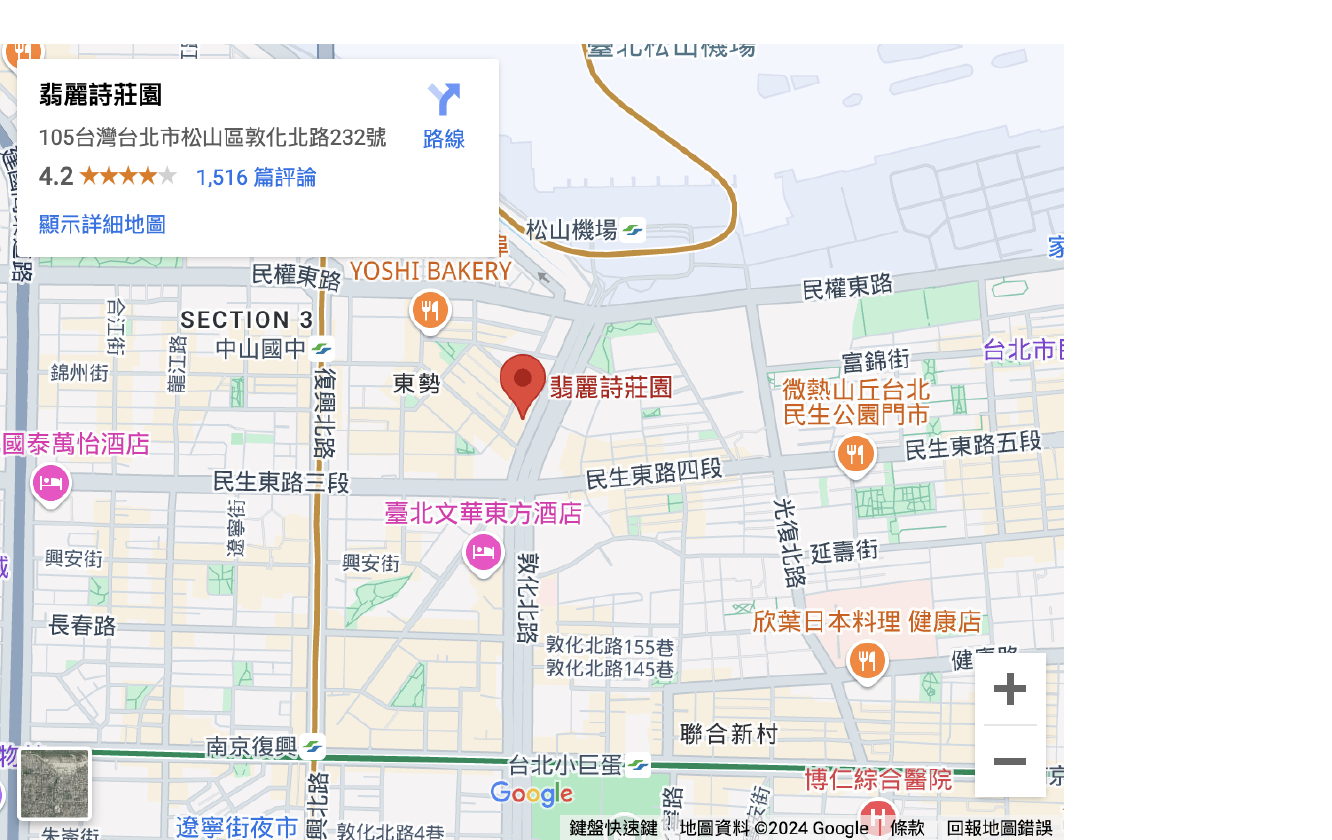 臺北松山機場
翡麗詩莊園
105台灣台北市松山區敦化北路232號
路線
4.2
1,516 篇評論
顯示詳細地圖
松山機場
民權東路
YOSHI BAKERY
民權東路
合江街
SECTION 3
中山國中
龍江路
錦州街
復興北路
東勢
翡麗詩莊園
富錦街
台北市
微熱山丘台北
民生公園門市
國泰萬怡酒店
民生東路三段
民生東路四段
民生東路五段
臺北文華東方酒店
遼寧街
光復北路
興安街
興安街
延壽街
敦化北路
長春路
欣葉日本料理 健康店
敦化北路155巷
敦化北路145巷
聯合新村
南京復興
台北小巨蛋
博仁綜合醫院
Google
遼寧街夜市
敦化北路4巷
鍵盤快速鍵
地圖資料 ©2024 Google
條款
回報地圖錯誤